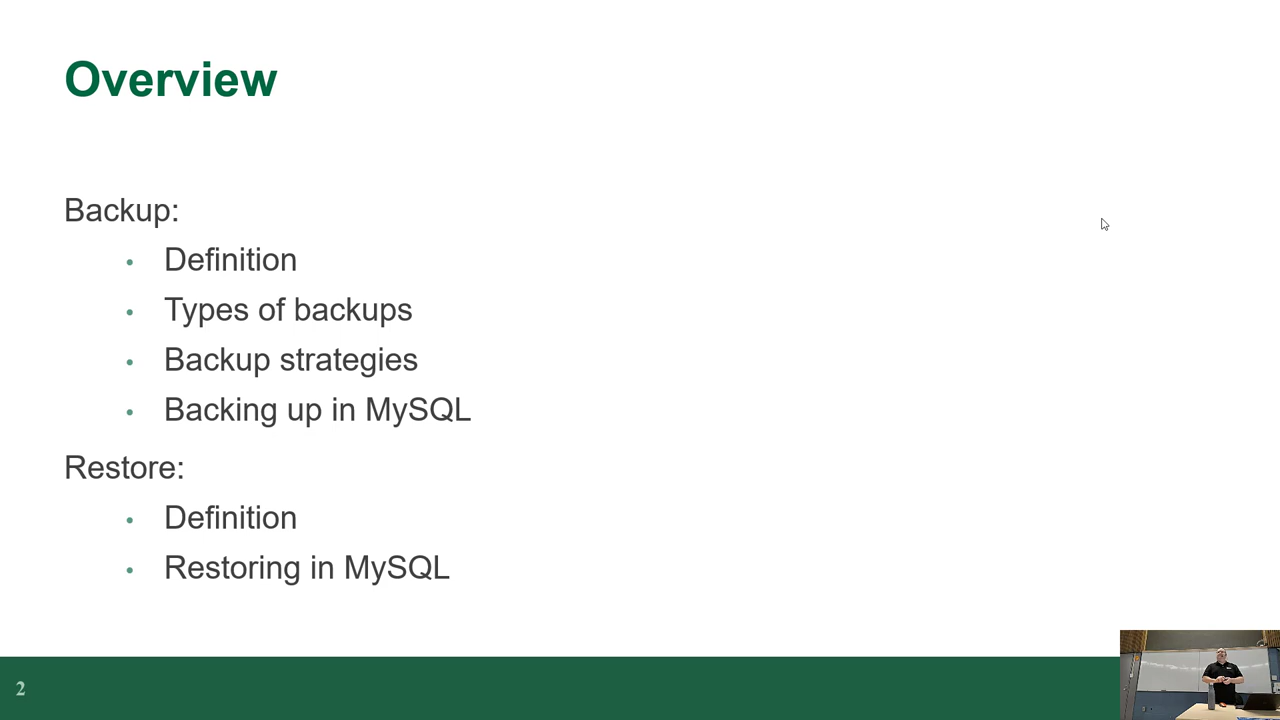 Overview
Backup:
• Definition
• Types of backups
• Backup strategies
• Backing up in MySQL
Restore:
• Definition
• Restoring in MySQL
2